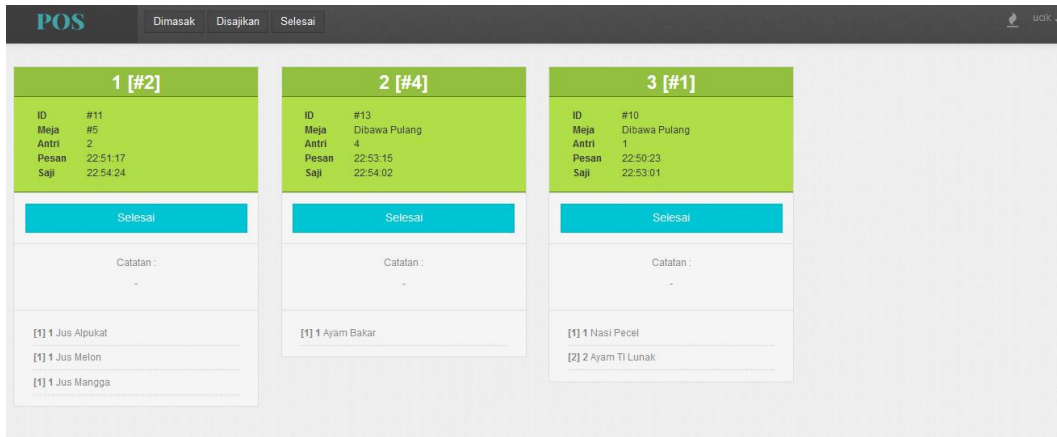 POS Dimasak Disajikan Selesai ucik
1 [#2]
ID #11
Meja #5
Antri 2
Pesan 22:51:17
Saji 22:54:24
Selesai
Catatan :
-
[1] 1 Jus Alpukat
[1] 1 Jus Melon
[1] 1 Jus Mangga
2 [#4]
ID #13
Meja Dibawa Pulang
Antri 4
Pesan 22:53:15
Saji 22:54:02
Selesai
Catatan :
-
[1] 1 Ayam Bakar
3 [#1]
ID #10
Meja Dibawa Pulang
Antri 1
Pesan 22:50:23
Saji 22:53:01
Selesai
Catatan :
-
[1] 1 Nasi Pecel
[2] 2 Ayam Tl Lunak